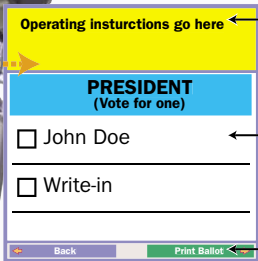 Operating insturctions go here
PRESIDENT
(Vote for one)
John Doe
Write-in
Back
Print Ballot